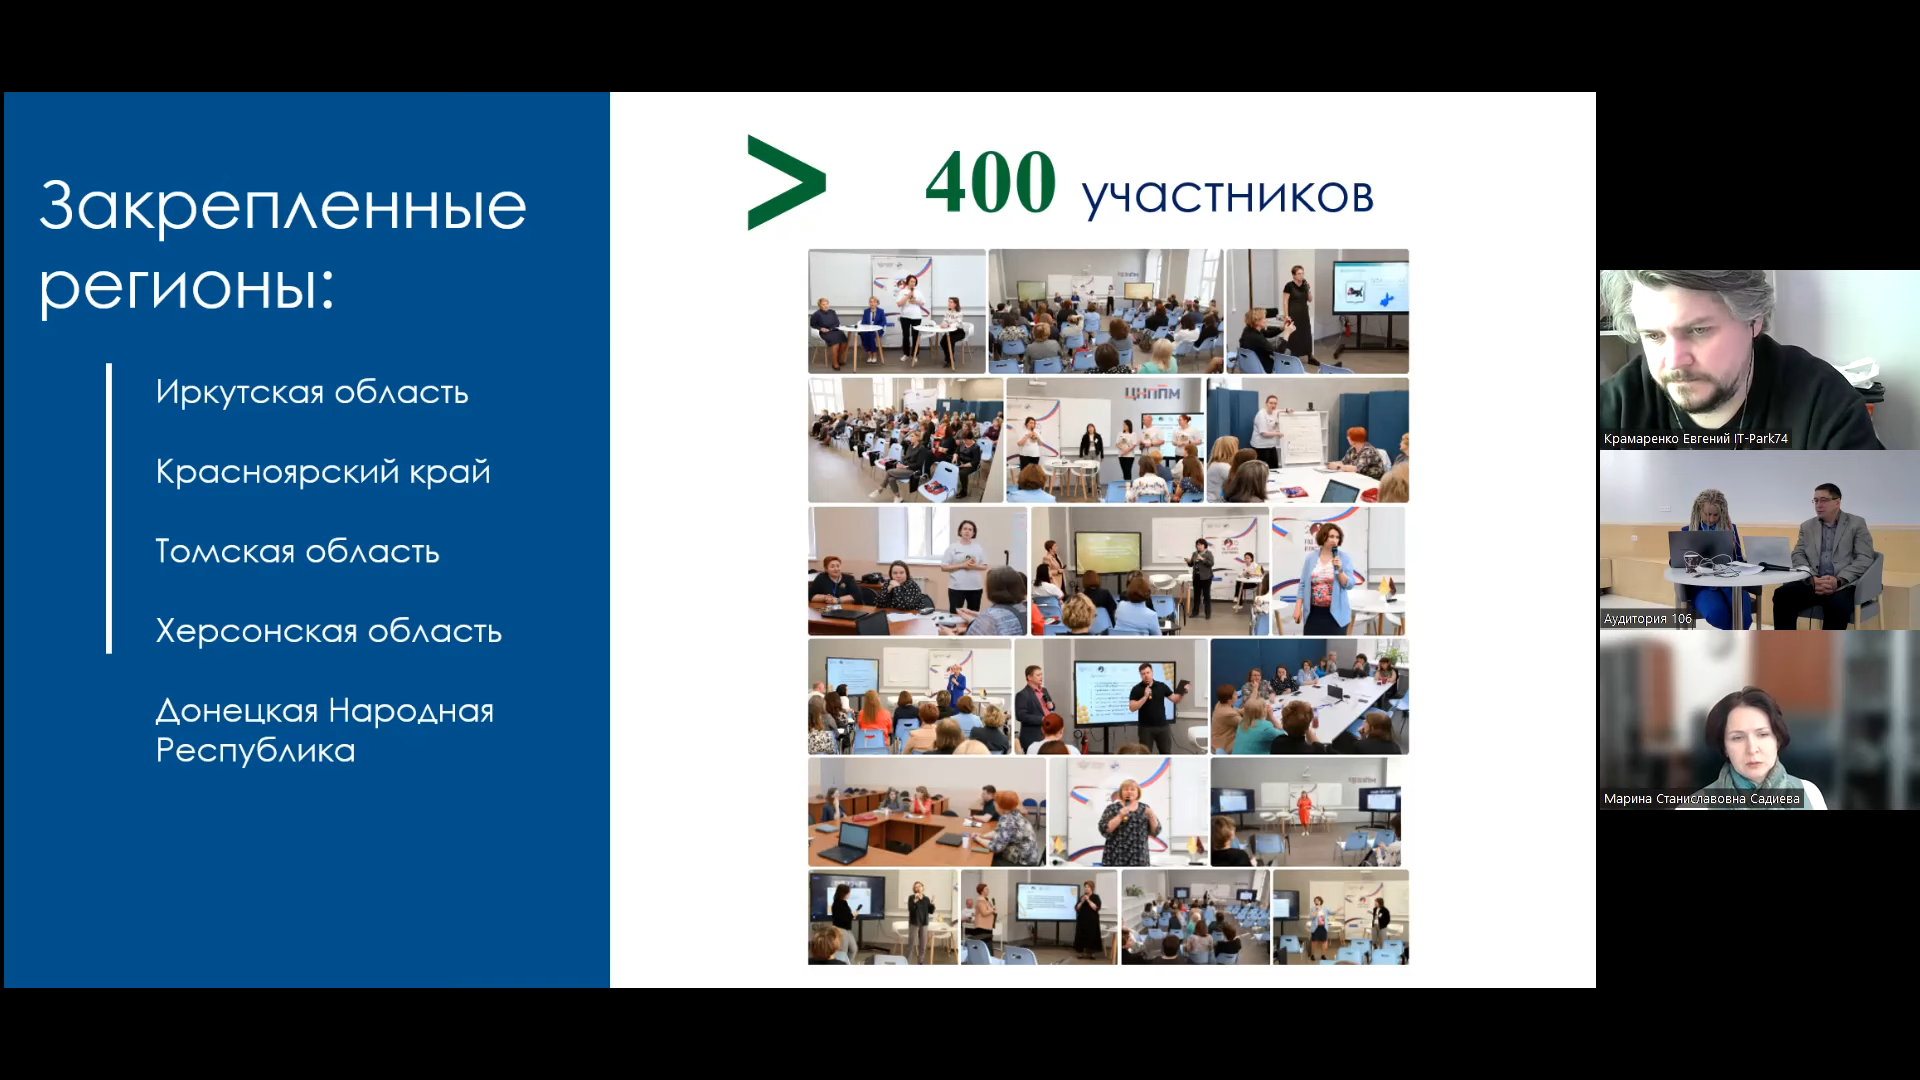 Закрепленные
регионы:
Иркутская область
Красноярский край
Томская область
Херсонская область
Донецкая Народная
Республика
> 400 участников
ЦНППМ
Крамаренко Евгений IT-Park74
Аудитория 106
Марина Станиславовна Садиева